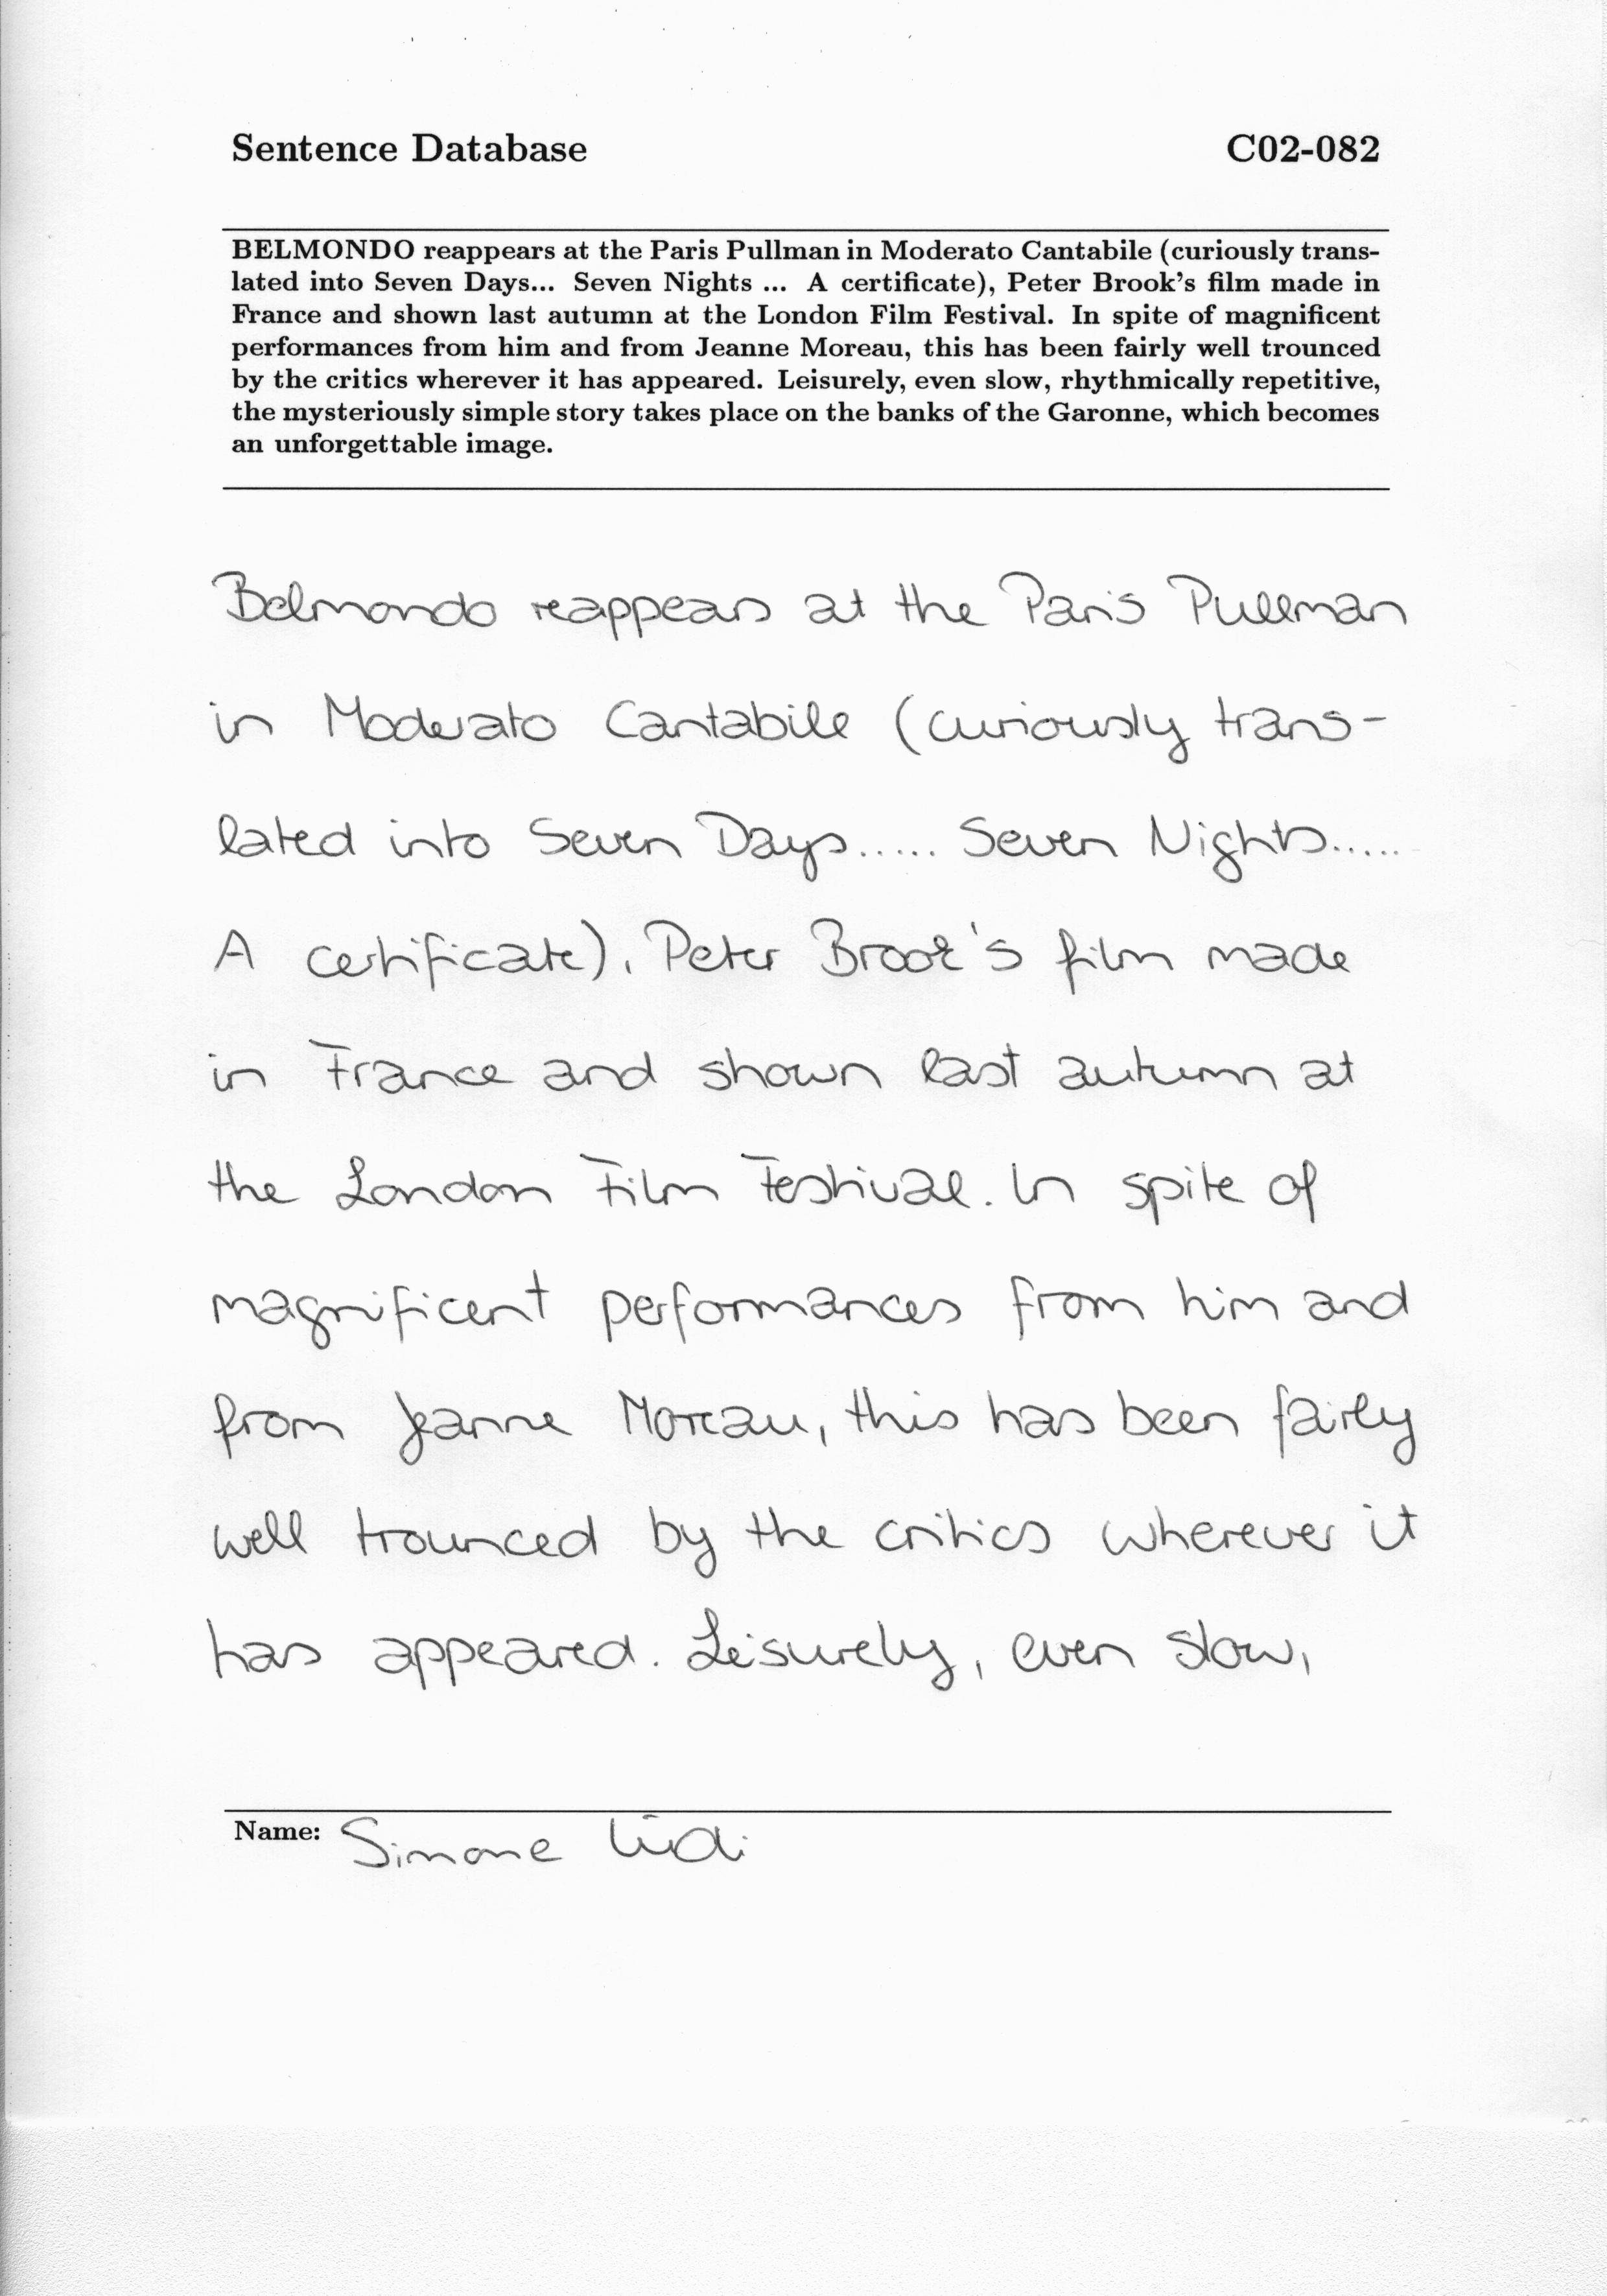 Sentence Database C02-082
BELMONDO reappears at the Paris Pullman in Moderato Cantabile (curiously trans-
lated into Seven Days... Seven Nights ... A certificate), Peter Brook's film made in
France and shown last autumn at the London Film Festival. In spite of magnificent
performances from him and from Jeanne Moreau, this has been fairly well trounced
by the critics wherever it has appeared. Leisurely, even slow, rhythmically repetitive,
the mysteriously simple story takes place on the banks of the Garonne, which becomes
an unforgettable image.
Belmondo reappears at the Paris Pullman
in Moderato Cantabile (curiously trans-
lated into Seven Days..... Seven Nights.....
A certificate), Peter Brook's film made
in France and shown last autumn at
the London Film Festival. In spite of
magnificent performances from him and
from Jeanne Moreau, this has been fairly
well trounced by the critics wherever it
has appeared. Leisurely, even slow,
Name: Simone